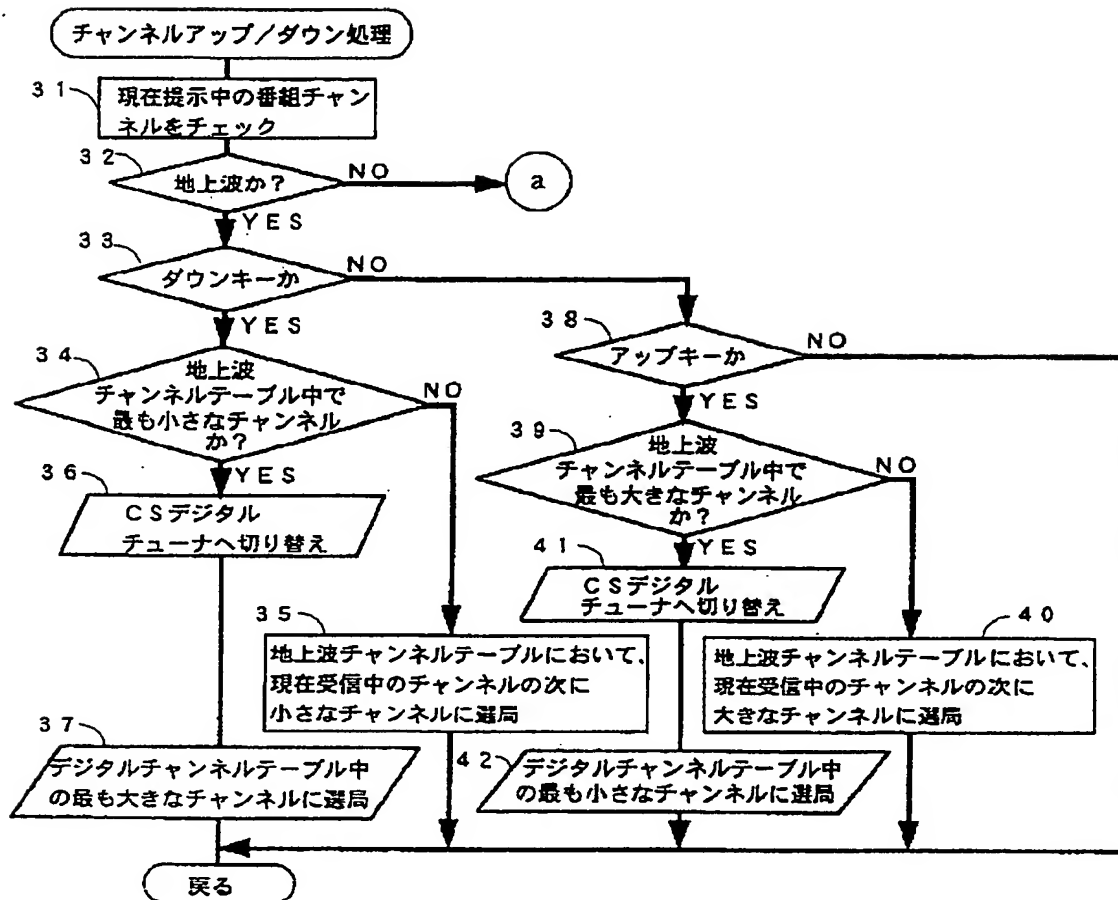 チャンネルアップ／ダウン処理
３１
現在提示中の番組チャン
ネルをチェック
３２
地上波か？
ＮＯ
a
ＹＥＳ
３３
ダウンキーか
ＮＯ
ＹＥＳ
３４
地上波
チャンネルテーブル中で
最も小さなチャンネル
か？
ＮＯ
ＹＥＳ
３６
ＣＳデジタル
チューナへ切り替え
３５
地上波チャンネルテーブルにおいて、
現在受信中のチャンネルの次に
小さなチャンネルに選局
３７
デジタルチャンネルテーブル中
の最も大きなチャンネルに選局
３８
アップキーか
ＮＯ
ＹＥＳ
３９
地上波
チャンネルテーブル中で
最も大きなチャンネル
か？
ＮＯ
ＹＥＳ
４１
ＣＳデジタル
チューナへ切り替え
４０
地上波チャンネルテーブルにおいて、
現在受信中のチャンネルの次に
大きなチャンネルに選局
４２
デジタルチャンネルテーブル中
の最も小さなチャンネルに選局
戻る